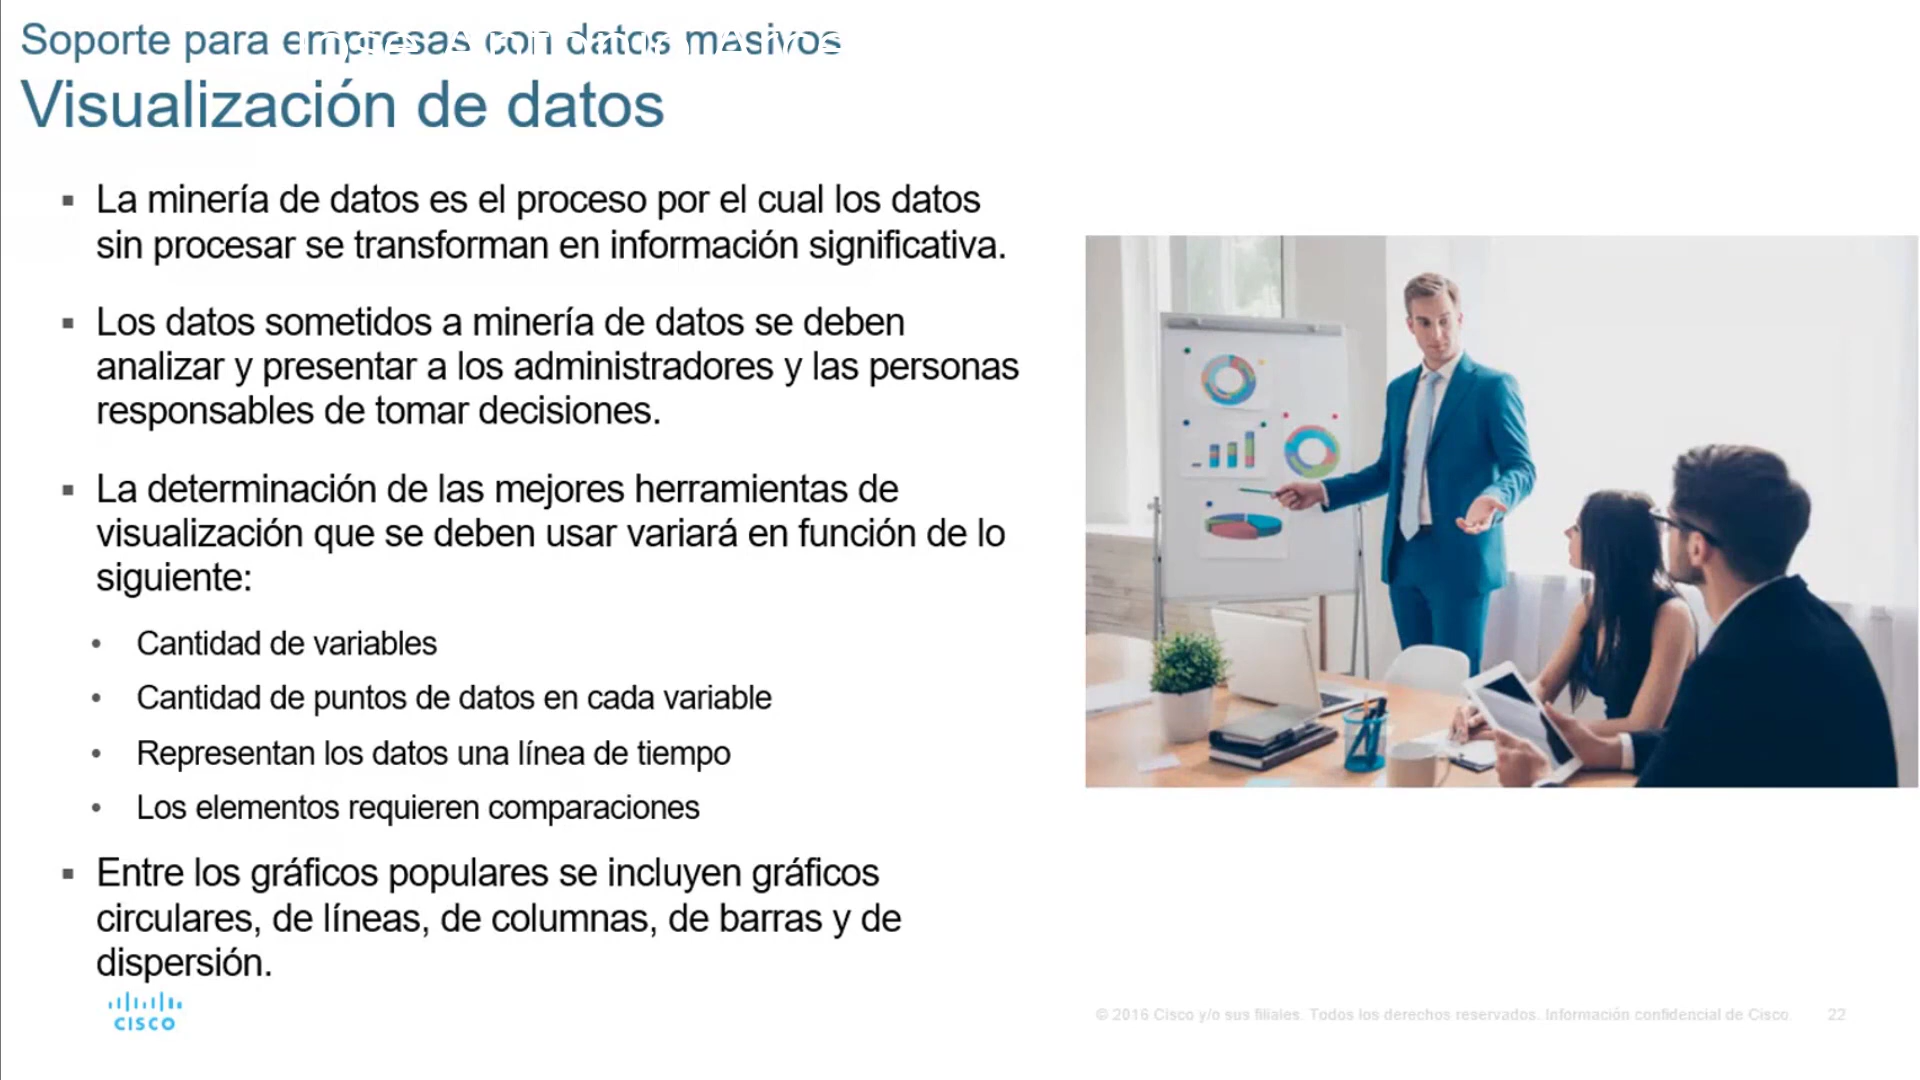 Soporte para empresas con datos masivos
Visualización de datos
▪ La minería de datos es el proceso por el cual los datos
sin procesar se transforman en información significativa.
▪ Los datos sometidos a minería de datos se deben
analizar y presentar a los administradores y las personas
responsables de tomar decisiones.
▪ La determinación de las mejores herramientas de
visualización que se deben usar variará en función de lo
siguiente:
• Cantidad de variables
• Cantidad de puntos de datos en cada variable
• Representan los datos una línea de tiempo
• Los elementos requieren comparaciones
▪ Entre los gráficos populares se incluyen gráficos
circulares, de líneas, de columnas, de barras y de
dispersión.
CISCO
© 2016 Cisco y/o sus filiales. Todos los derechos reservados. Información confidencial de Cisco. 22